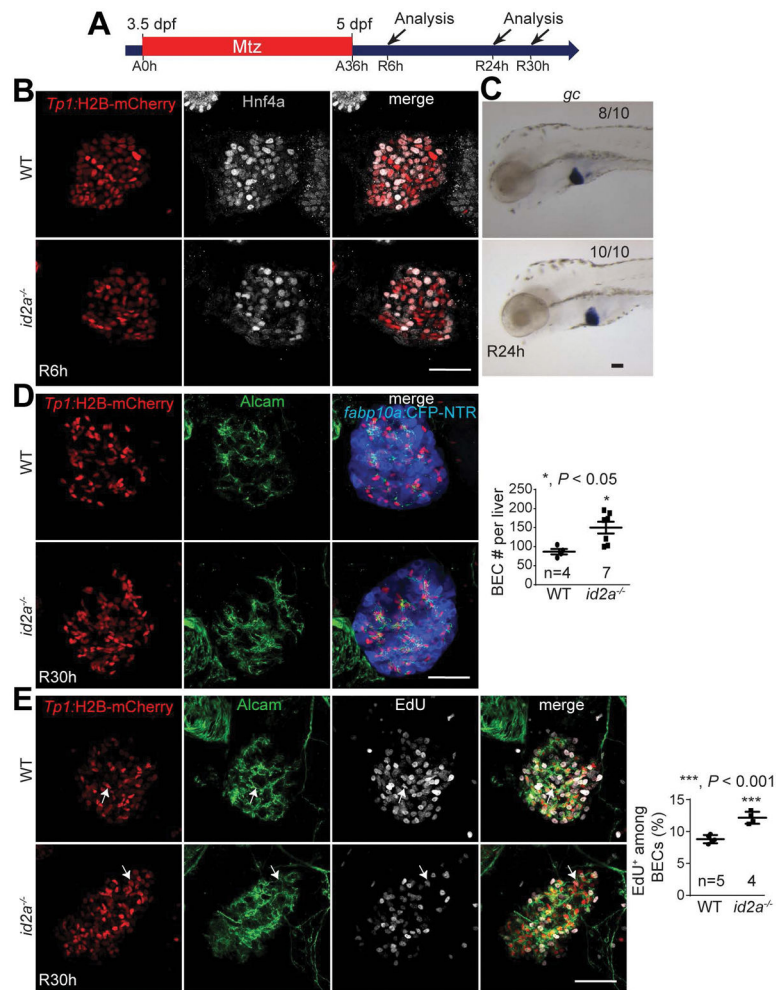 A
3.5 dpf
5 dpf
Analysis
Analysis
Mtz
A0h
A36h
R6h
R24h
R30h
B
Tp1:H2B-mCherry
Hnf4a
merge
WT
id2a-/-
R6h
C
gc
8/10
10/10
R24h
D
Tp1:H2B-mCherry
Alcam
merge
fabp10a:CFP-NTR
WT
id2a-/-
R30h
*, P < 0.05
*
BEC # per liver
250
200
150
100
50
0
n=4
7
WT
id2a-/-
E
Tp1:H2B-mCherry
Alcam
EdU
merge
WT
id2a-/-
R30h
***, P < 0.001
***
EdU+ among
BECs (%)
15
10
5
0
n=5
4
WT
id2a-/-